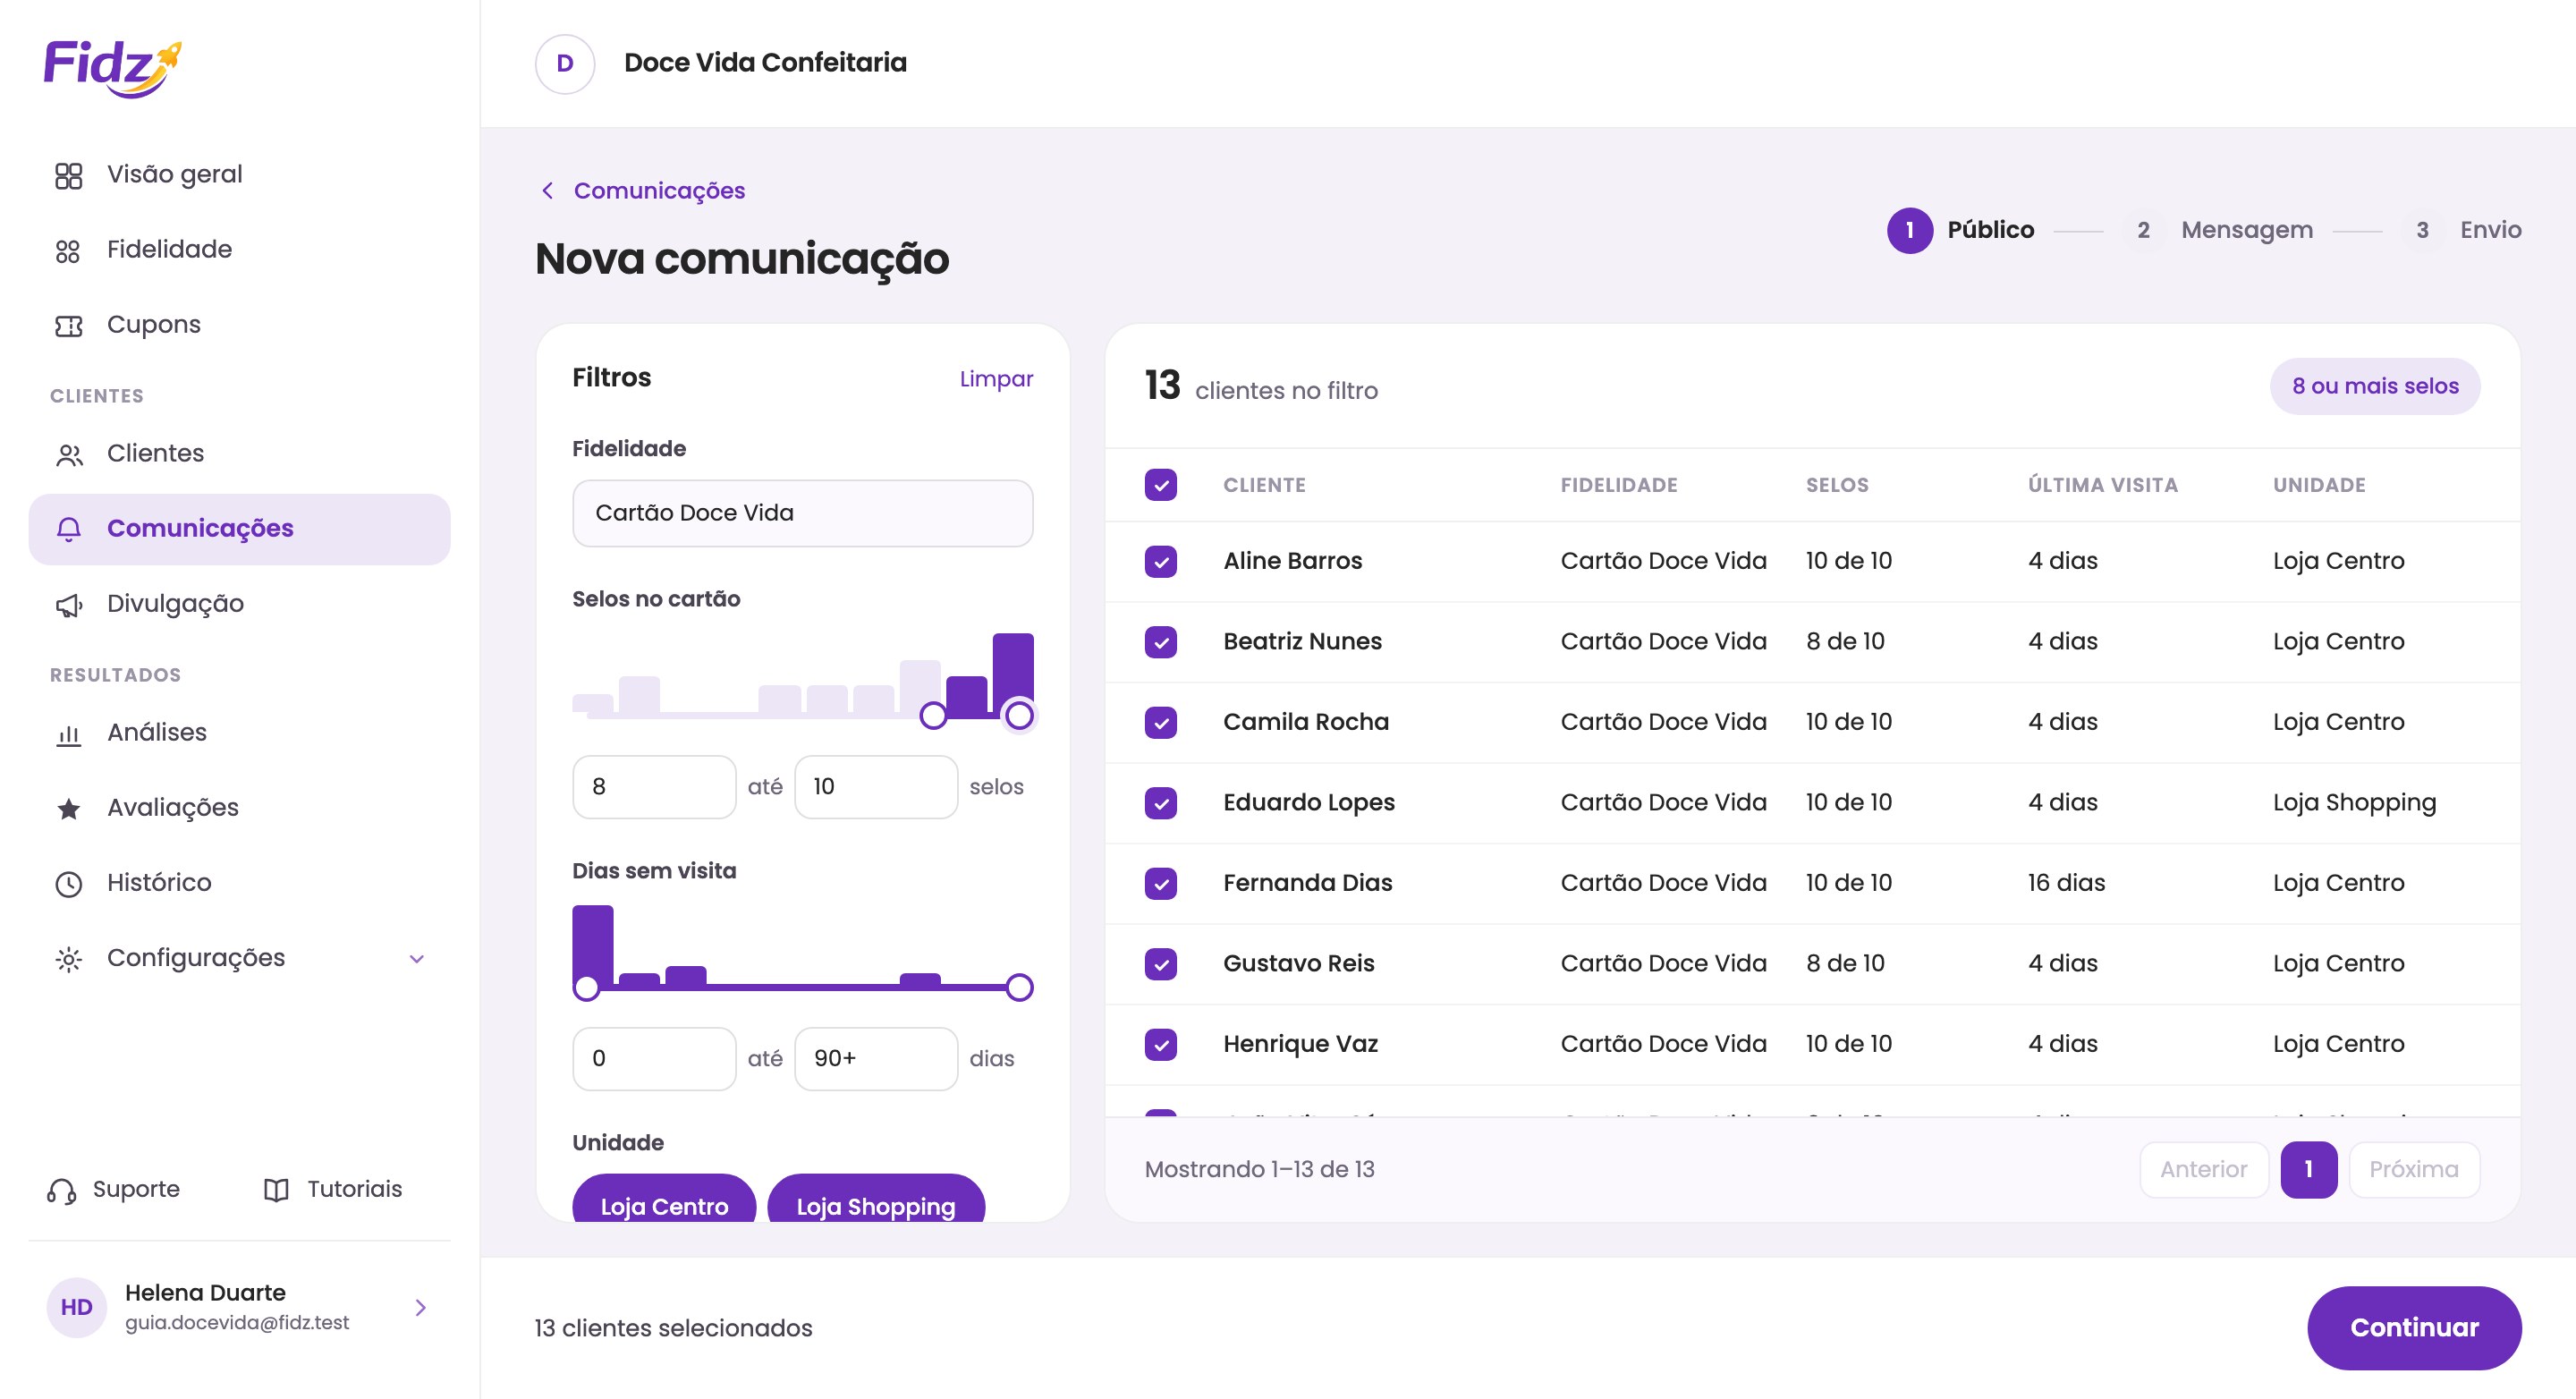 Fidz
Visão geral
Fidelidade
Cupons
CLIENTES
Clientes
Comunicações
Divulgação
RESULTADOS
Análises
Avaliações
Histórico
Configurações
Suporte
Tutoriais
HD
Helena Duarte
guia.docevida@fidz.test
D
Doce Vida Confeitaria
Comunicações
Nova comunicação
1 Público 2 Mensagem 3 Envio
Filtros Limpar
Fidelidade
Cartão Doce Vida
Selos no cartão
8 até 10 selos
Dias sem visita
0 até 90+ dias
Unidade
Loja Centro Loja Shopping
13 clientes no filtro 8 ou mais selos
CLIENTE FIDELIDADE SELOS ÚLTIMA VISITA UNIDADE
Aline Barros Cartão Doce Vida 10 de 10 4 dias Loja Centro
Beatriz Nunes Cartão Doce Vida 8 de 10 4 dias Loja Centro
Camila Rocha Cartão Doce Vida 10 de 10 4 dias Loja Centro
Eduardo Lopes Cartão Doce Vida 10 de 10 4 dias Loja Shopping
Fernanda Dias Cartão Doce Vida 10 de 10 16 dias Loja Centro
Gustavo Reis Cartão Doce Vida 8 de 10 4 dias Loja Centro
Henrique Vaz Cartão Doce Vida 10 de 10 4 dias Loja Centro
Mostrando 1–13 de 13 Anterior 1 Próxima
13 clientes selecionados Continuar